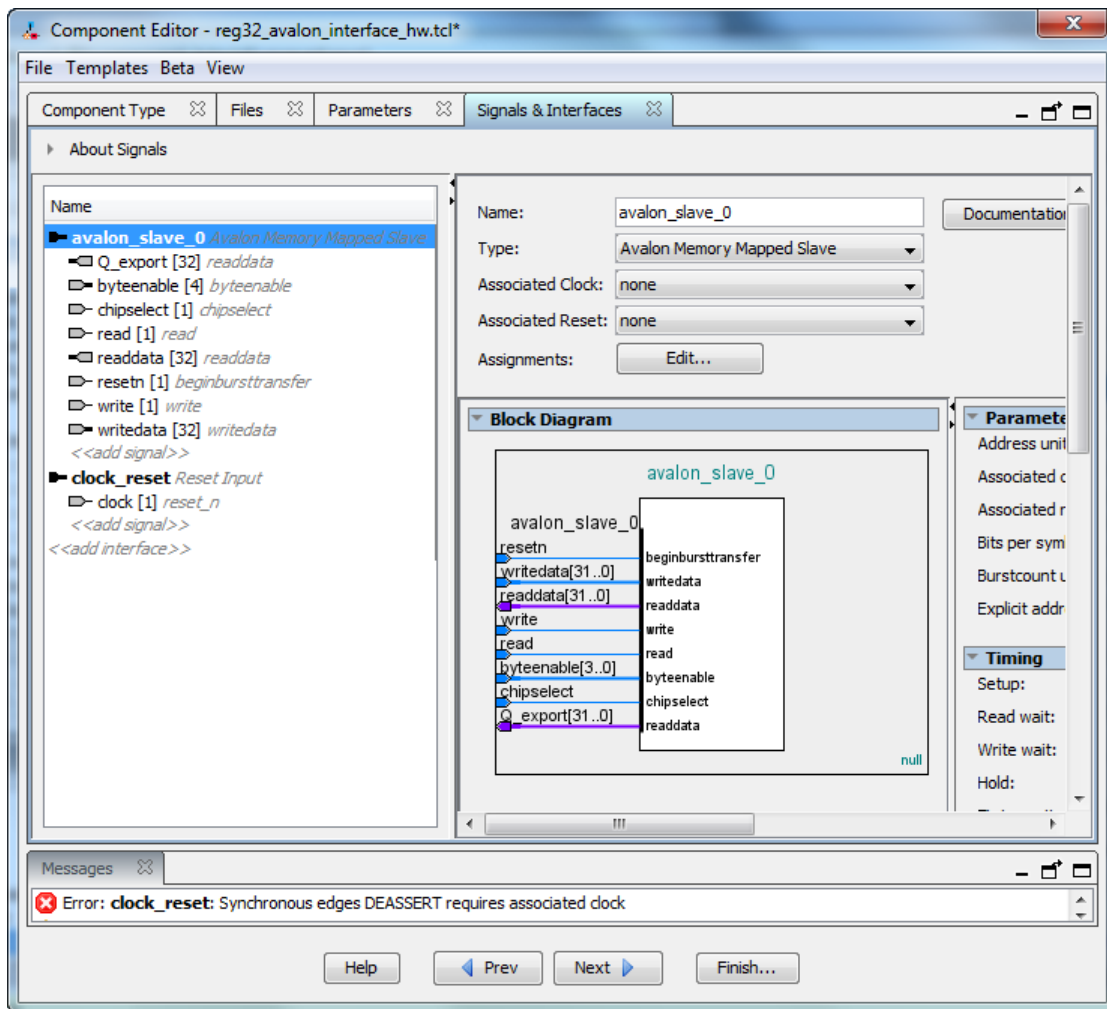 Component Editor - reg32_avalon_interface_hw.tcl*
File Templates Beta View
Component Type Files Parameters Signals & Interfaces
About Signals
Name
avalon_slave_0 Avalon Memory Mapped Slave
Q_export [32] readdata
byteenable [4] byteenable
chipselect [1] chipselect
read [1] read
readdata [32] readdata
resetn [1] beginbursttransfer
write [1] write
writedata [32] writedata
<<add signal>>
clock_reset Reset Input
clock [1] reset_n
<<add signal>>
<<add interface>>
Name: avalon_slave_0 Documentation
Type: Avalon Memory Mapped Slave
Associated Clock: none
Associated Reset: none
Assignments: Edit...
Block Diagram
avalon_slave_0
avalon_slave_0
resetn beginbursttransfer
writedata[31..0] writedata
readdata[31..0] readdata
write write
read read
byteenable[3..0] byteenable
chipselect chipselect
Q_export[31..0] readdata
null
Paramete
Address unit
Associated c
Associated r
Bits per sym
Burstcount u
Explicit addr
Timing
Setup:
Read wait:
Write wait:
Hold:
Messages
Error: clock_reset: Synchronous edges DEASSERT requires associated clock
Help Prev Next Finish...